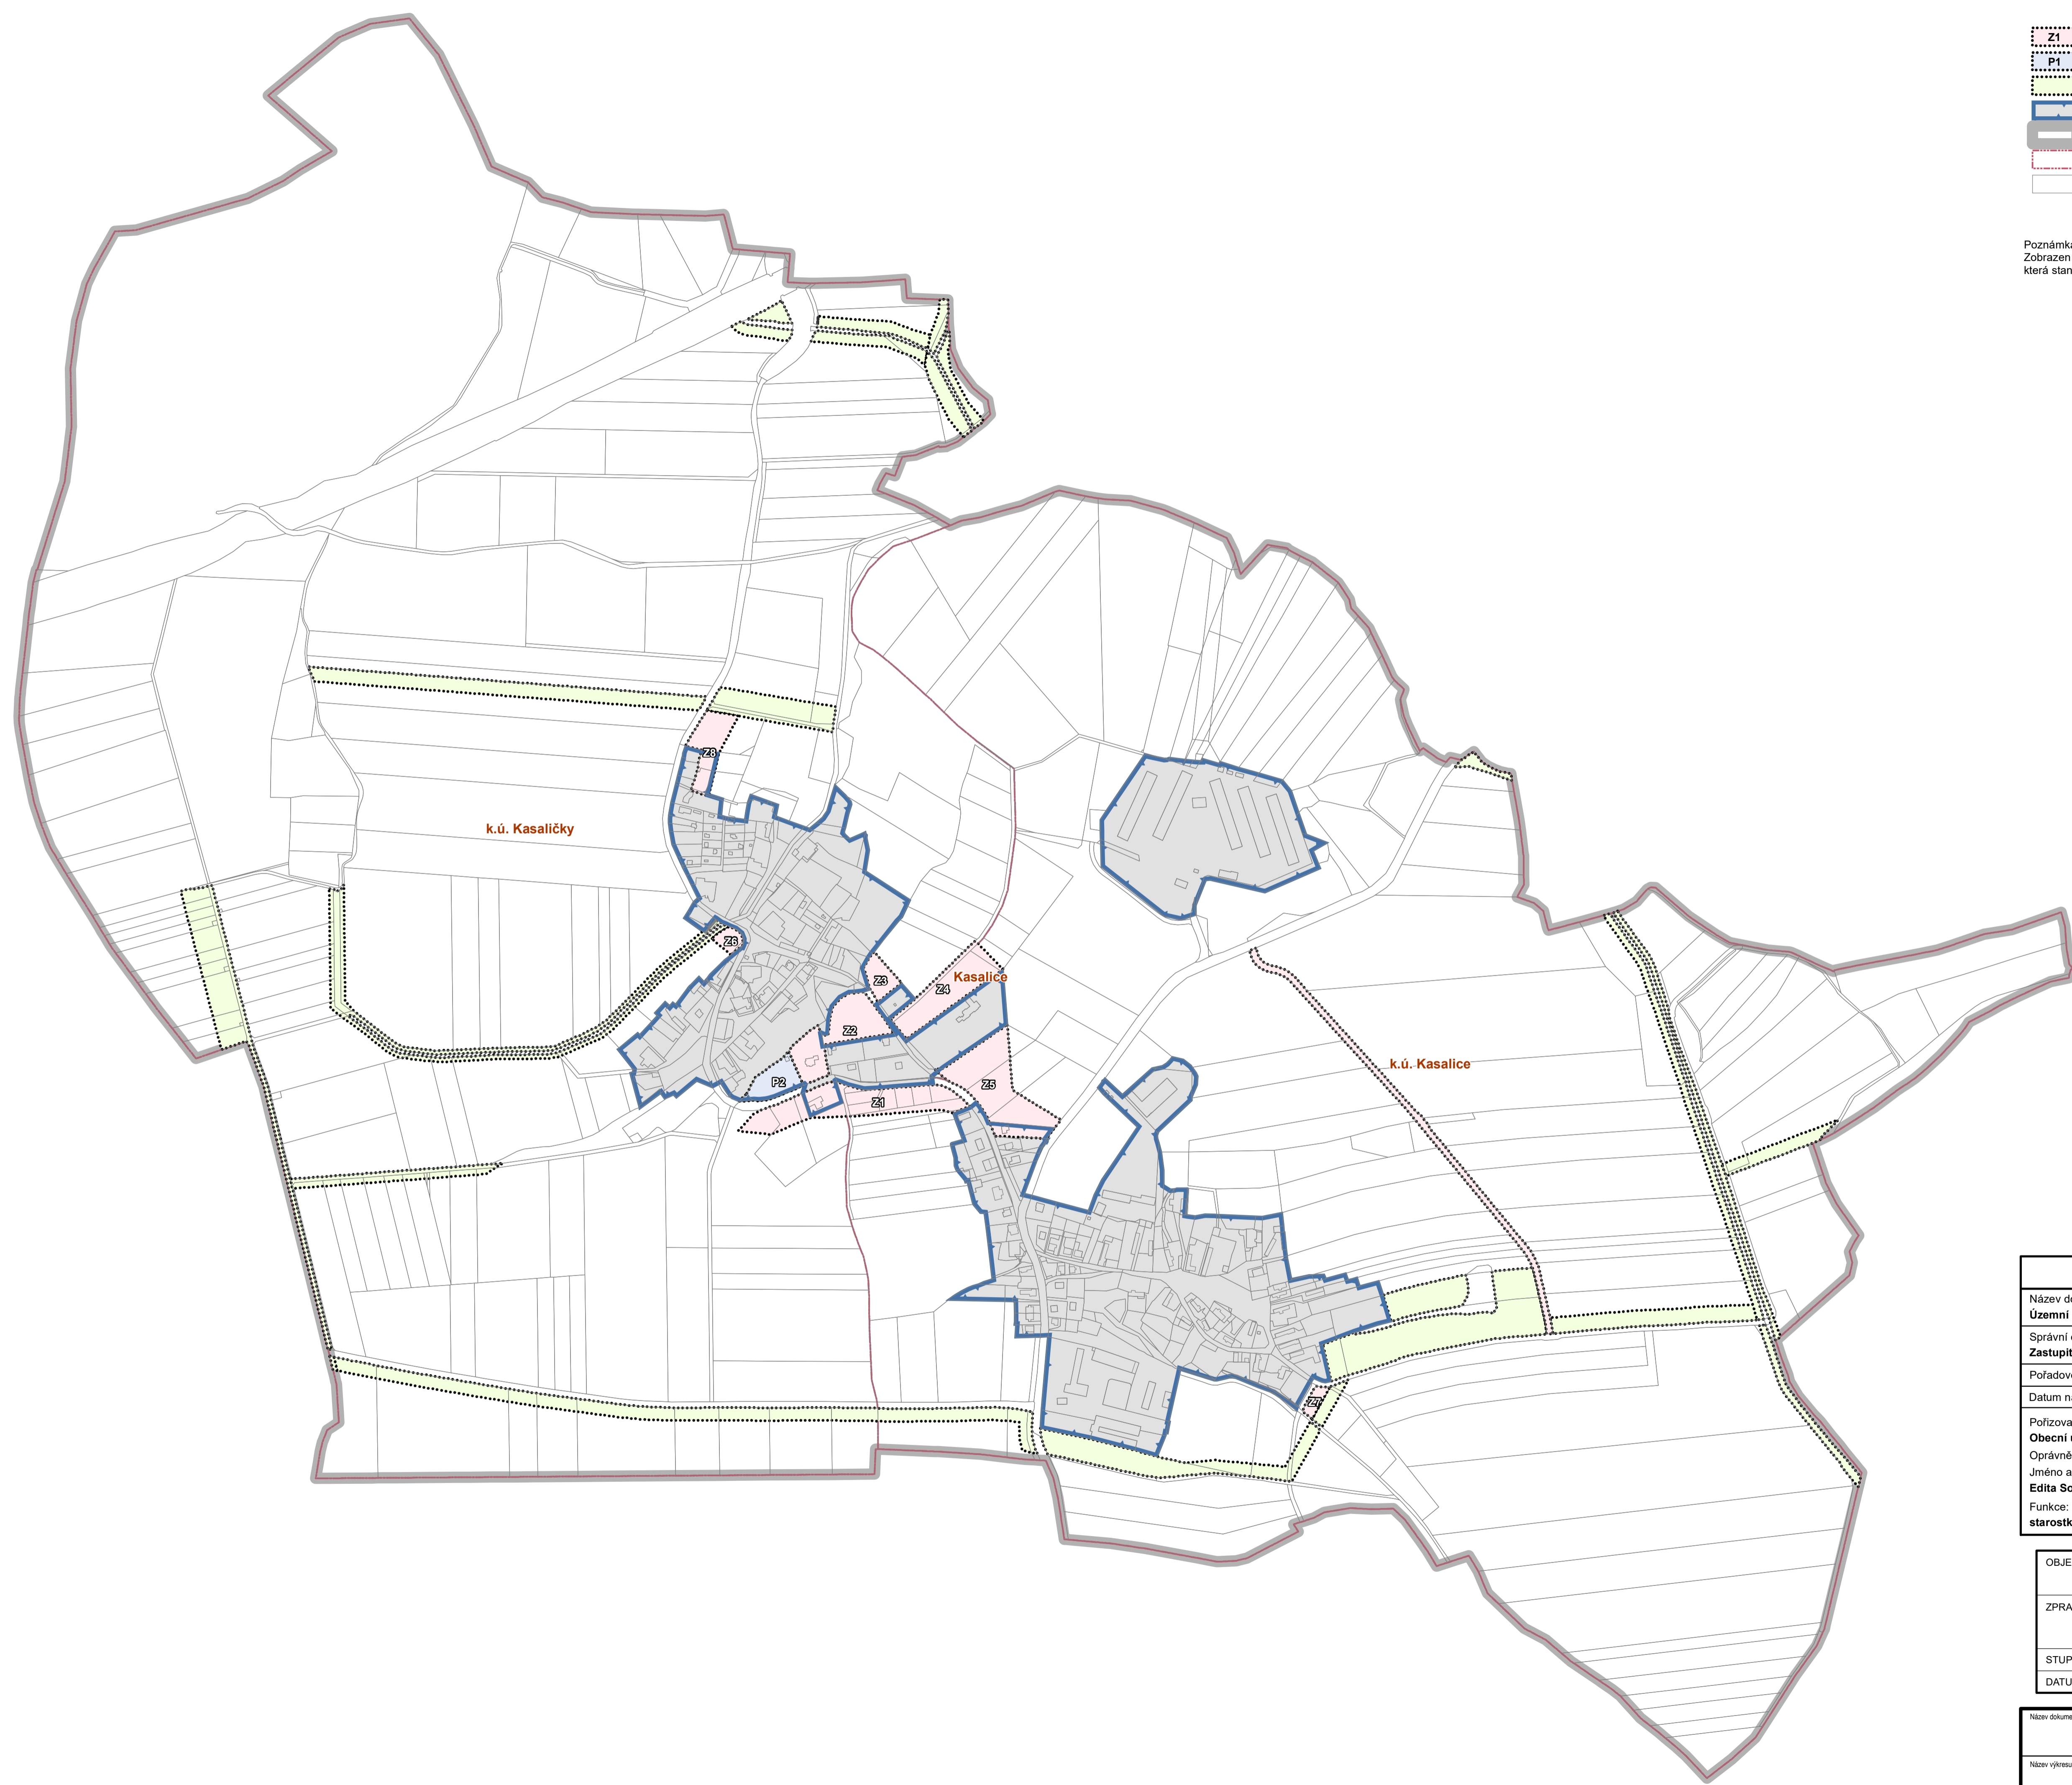 Z1
P1
Poznámka
Zobrazen
která stan
k.ú. Kasaličky
Z8
Z6
Z3
Kasalice
Z4
Z2
P2
Z5
Z1
k.ú. Kasalice
Z7
Název do
Územní
Správní
Zastupit
Pořadové
Datum na
Pořizova
Obecní
Oprávně
Jméno a
Edita So
Funkce:
starostk
OBJE
ZPRA
STUP
DATU
Název dokume
Název výkresu